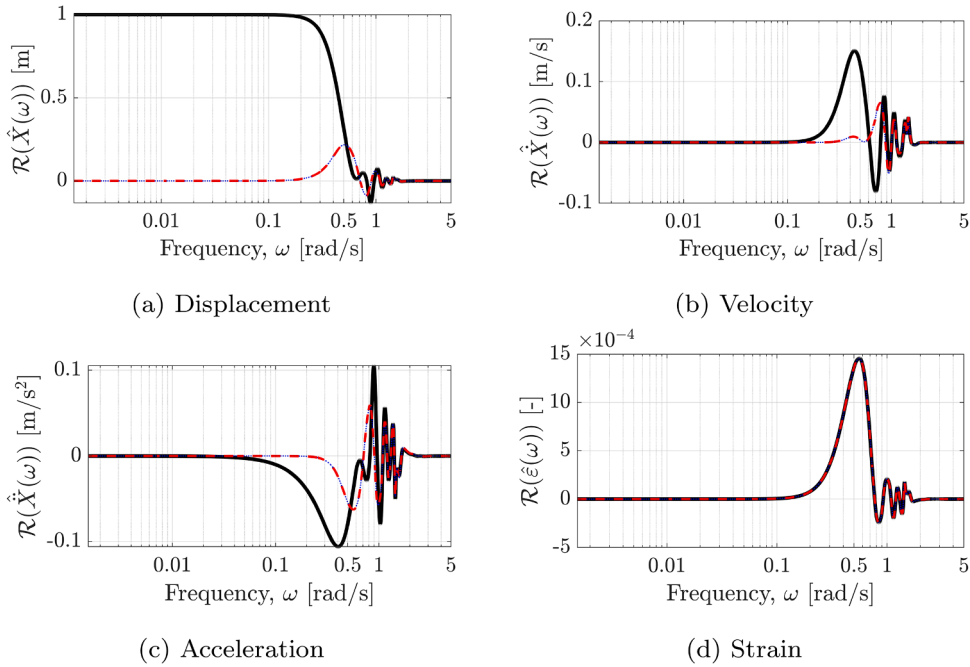 ℛ(X̂(ω)) [m]
1
0.5
0
0.01 0.1 0.5 1 5
Frequency, ω [rad/s]
(a) Displacement
ℛ(Ẋ̂(ω)) [m/s]
0.2
0.1
0
-0.1
0.01 0.1 0.5 1 5
Frequency, ω [rad/s]
(b) Velocity
ℛ(Ẍ̂(ω)) [m/s²]
0.1
0
-0.1
0.01 0.1 0.5 1 5
Frequency, ω [rad/s]
(c) Acceleration
ℛ(ε̂(ω)) [-]
×10⁻⁴
15
10
5
0
-5
0.01 0.1 0.5 1 5
Frequency, ω [rad/s]
(d) Strain